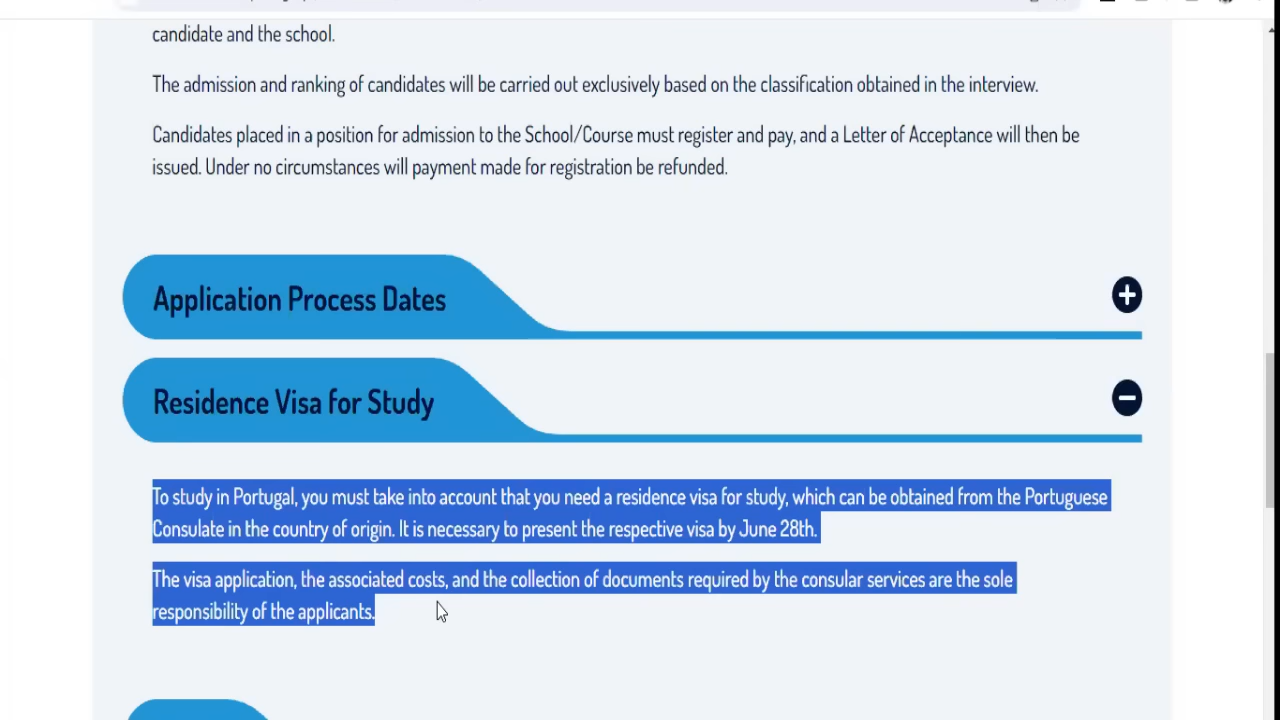 candidate and the school.
The admission and ranking of candidates will be carried out exclusively based on the classification obtained in the interview.
Candidates placed in a position for admission to the School/Course must register and pay, and a Letter of Acceptance will then be
issued. Under no circumstances will payment made for registration be refunded.
Application Process Dates
Residence Visa for Study
To study in Portugal, you must take into account that you need a residence visa for study, which can be obtained from the Portuguese
Consulate in the country of origin. It is necessary to present the respective visa by June 28th.
The visa application, the associated costs, and the collection of documents required by the consular services are the sole
responsibility of the applicants.